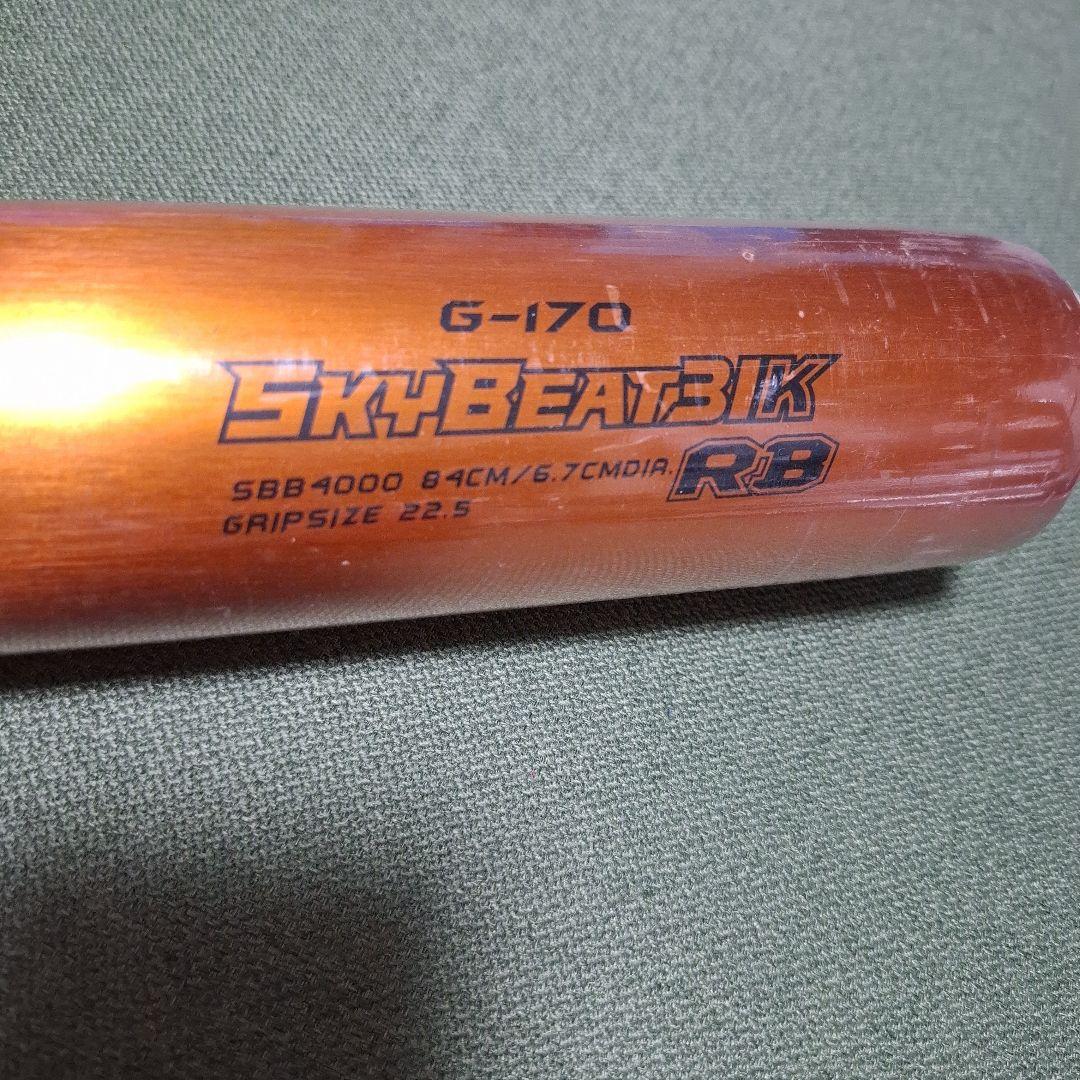 G-170
SKYBEAT31K
RB
SBB4000 84CM/6.7CMDIA.
GRIPSIZE 22.5